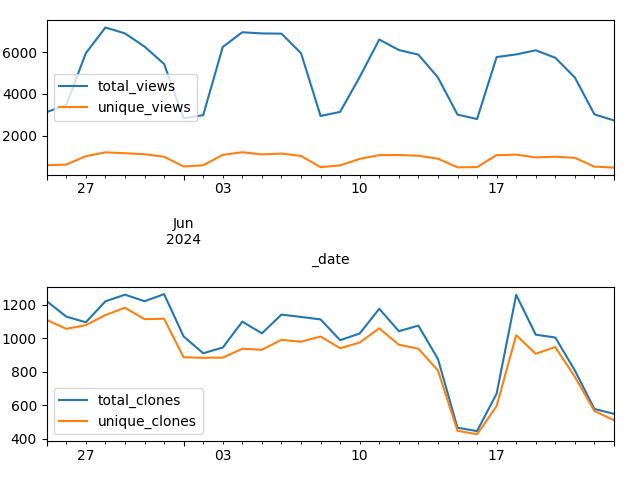 6000
4000
2000
total_views
unique_views
27
03
10
17
Jun
2024
_date
1200
1000
800
600
400
total_clones
unique_clones
27
03
10
17